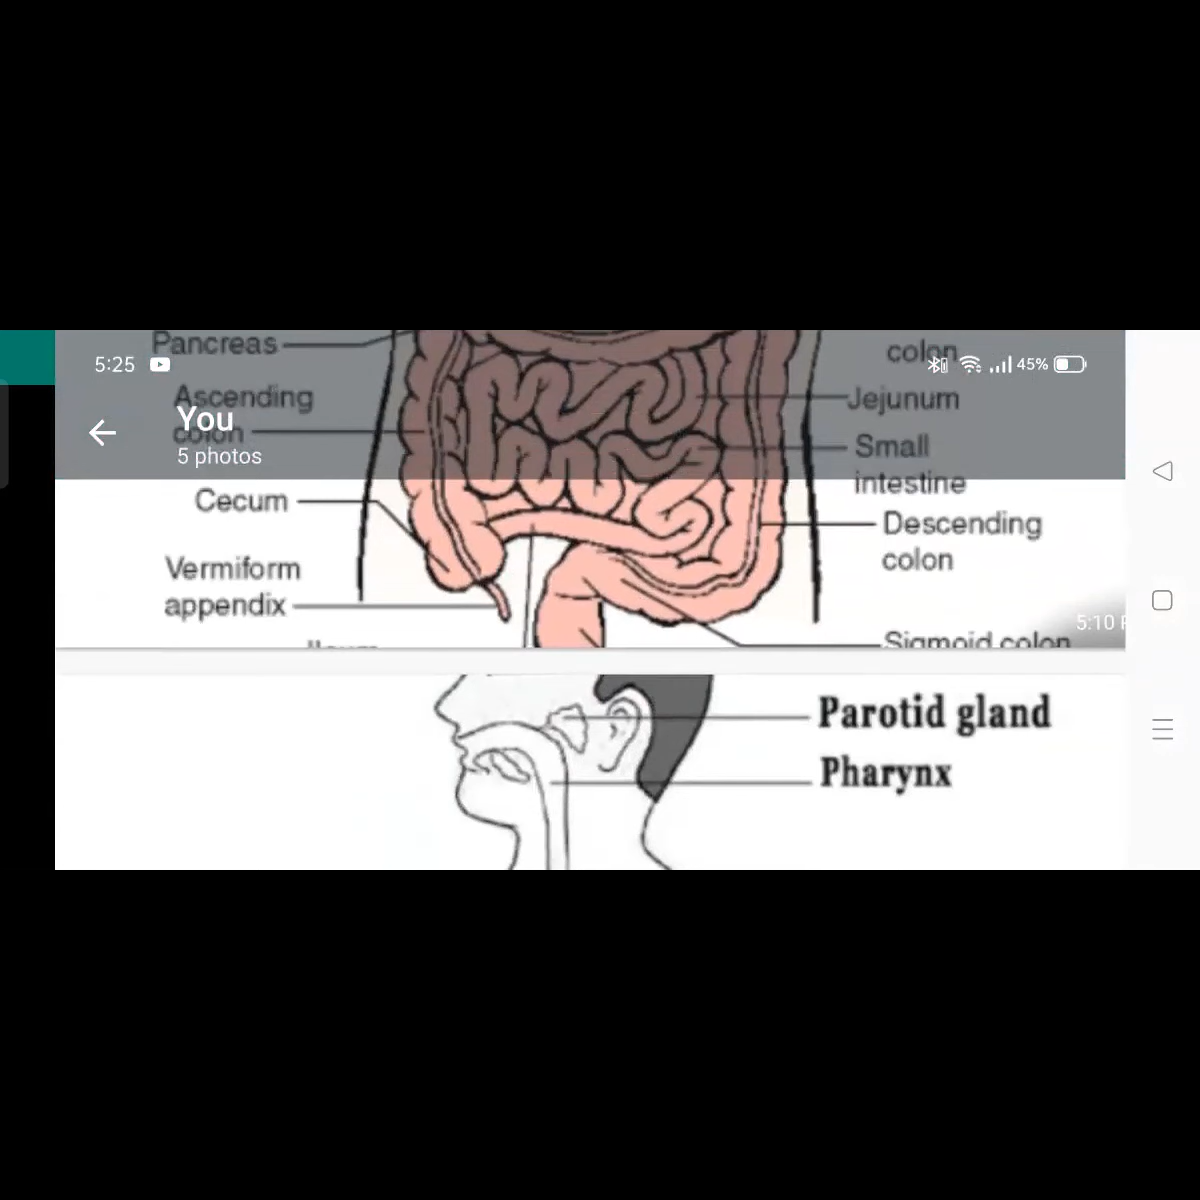 Pancreas
colon
5:25
45%
Ascending
colon
Jejunum
You
5 photos
Small
intestine
Cecum
Descending
colon
Vermiform
appendix
5:10
Sigmoid colon
Parotid gland
Pharynx